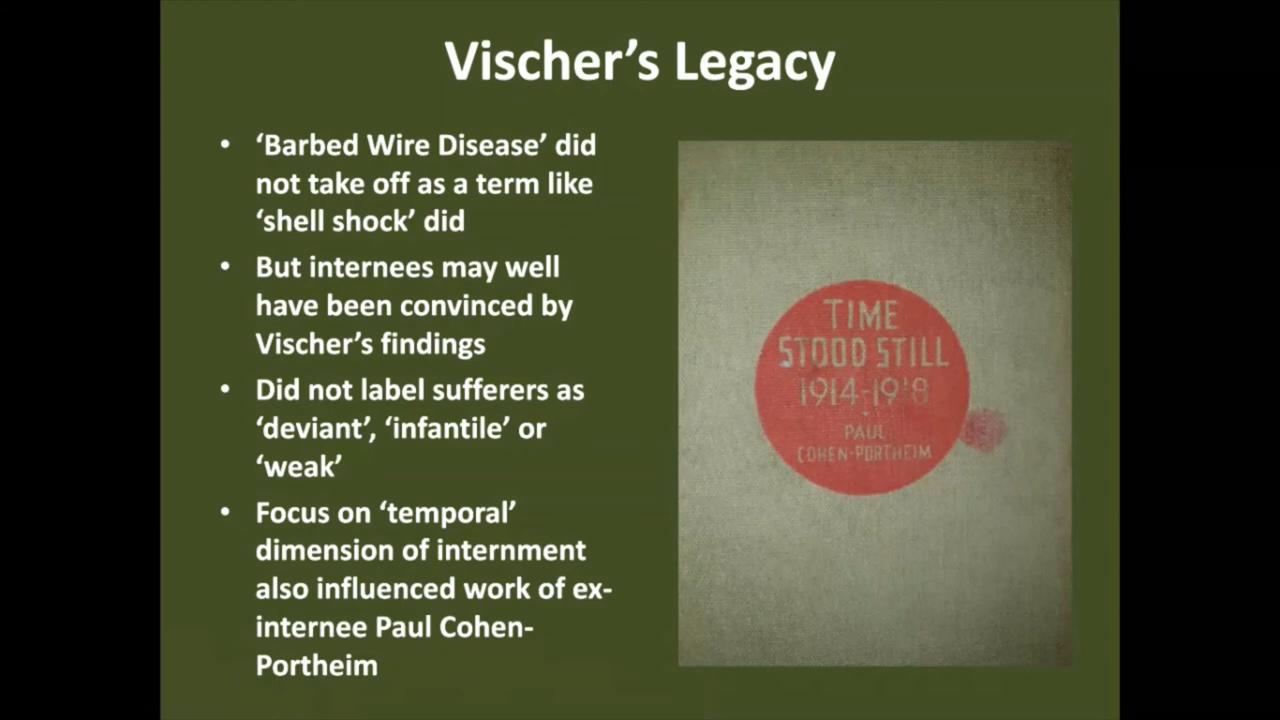 Vischer’s Legacy
• ‘Barbed Wire Disease’ did
not take off as a term like
‘shell shock’ did
• But internees may well
have been convinced by
Vischer’s findings
• Did not label sufferers as
‘deviant’, ‘infantile’ or
‘weak’
• Focus on ‘temporal’
dimension of internment
also influenced work of ex-
internee Paul Cohen-
Portheim
TIME
STOOD STILL
1914-1918
PAUL
COHEN-PORTHEIM